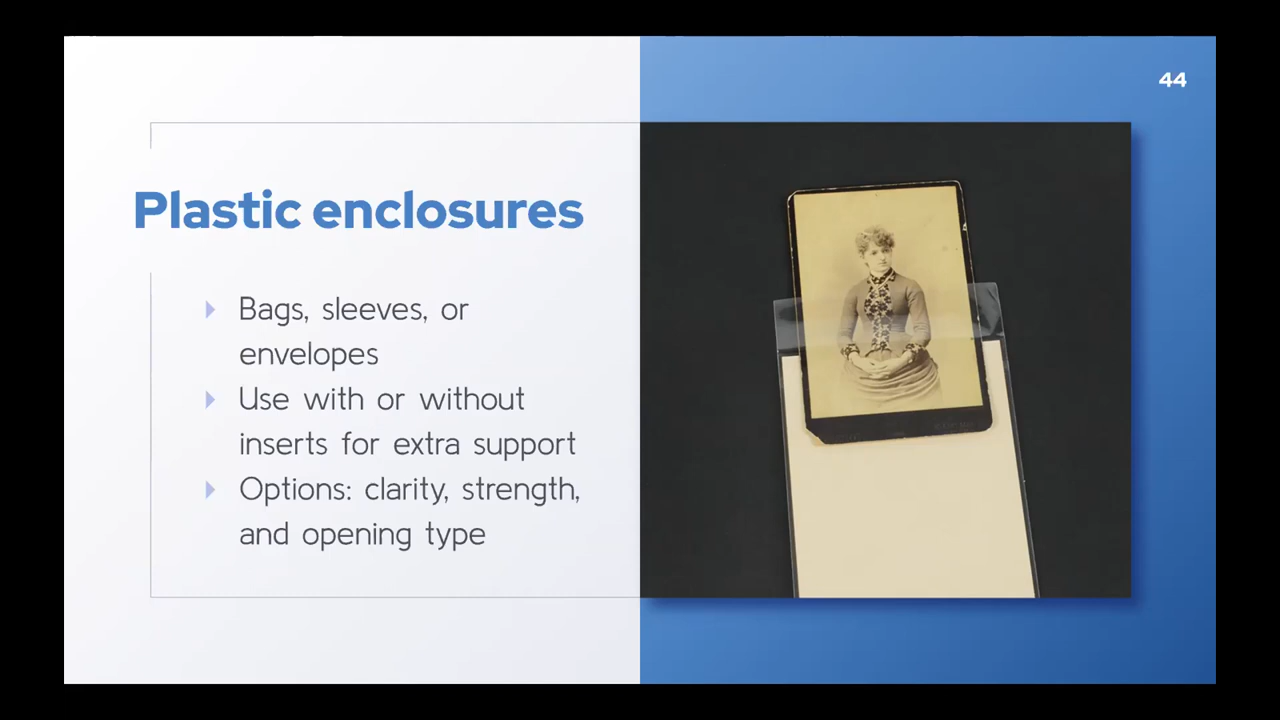 44
Plastic enclosures
Bags, sleeves, or
envelopes
Use with or without
inserts for extra support
Options: clarity, strength,
and opening type